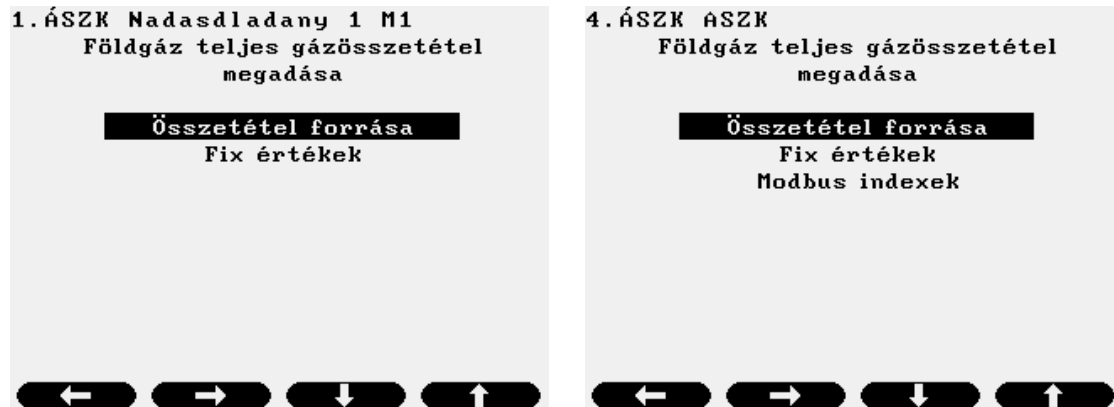 1.ÁSZK Nadasdladany 1 M1
Földgáz teljes gázösszetétel
megadása
Összetétel forrása
Fix értékek
4.ÁSZK ASZK
Földgáz teljes gázösszetétel
megadása
Összetétel forrása
Fix értékek
Modbus indexek